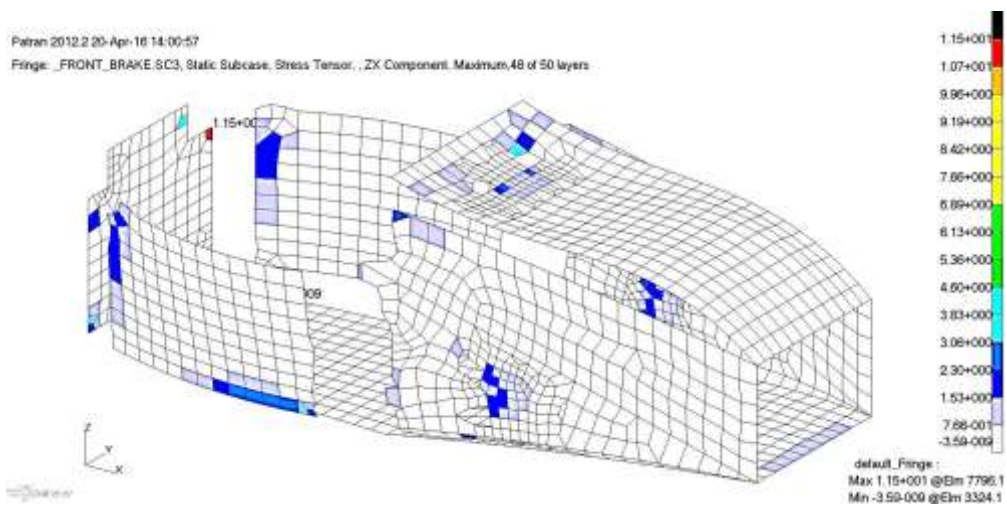 Patran 2012.2 20-Apr-16 14:00:57
Fringe: _FRONT_BRAKE.SC3, Static Subcase, Stress Tensor, , ZX Component, Maximum,48 of 50 layers
1.15+001
1.07+001
9.96+000
9.19+000
8.42+000
7.66+000
6.89+000
6.13+000
5.36+000
4.60+000
3.83+000
3.06+000
2.30+000
1.53+000
7.66-001
-3.59-009
1.15+00
009
Z
Y
X
default_Fringe :
Max 1.15+001 @Elm 7796.1
Min -3.59-009 @Elm 3324.1